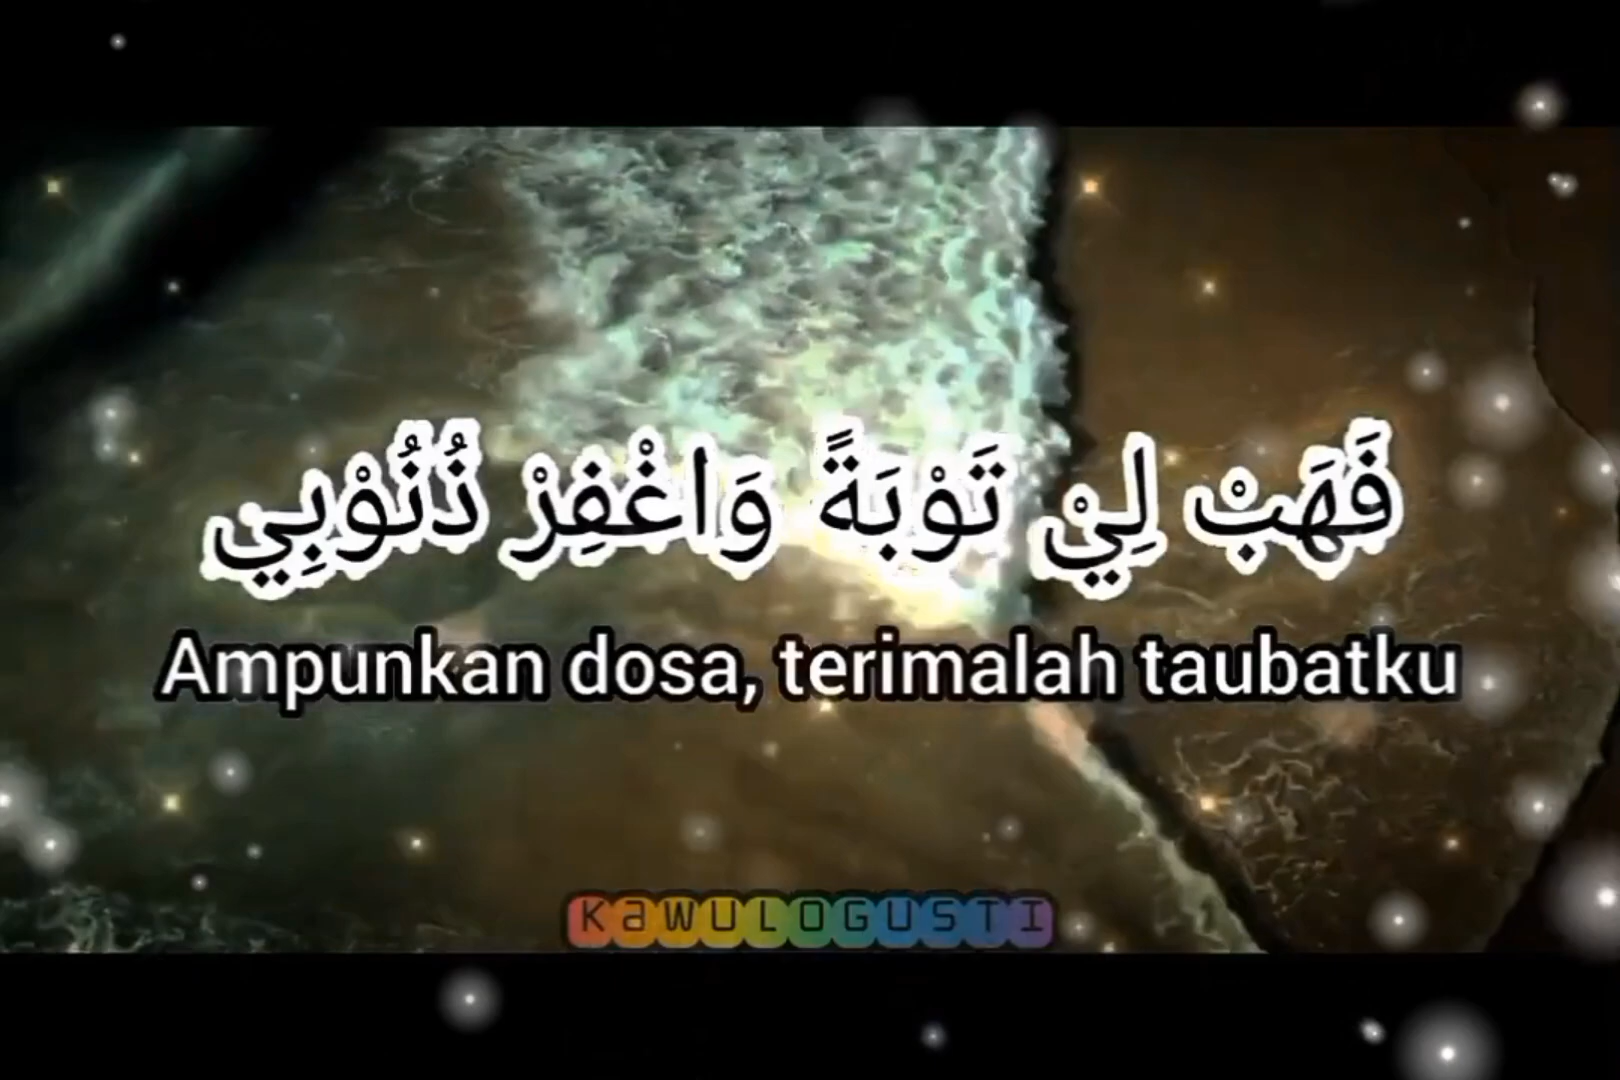 فَهَبْ لِيْ تَوْبَةً وَاغْفِرْ ذُنُوْبِي
Ampunkan dosa, terimalah taubatku
KaWULOGUSTI